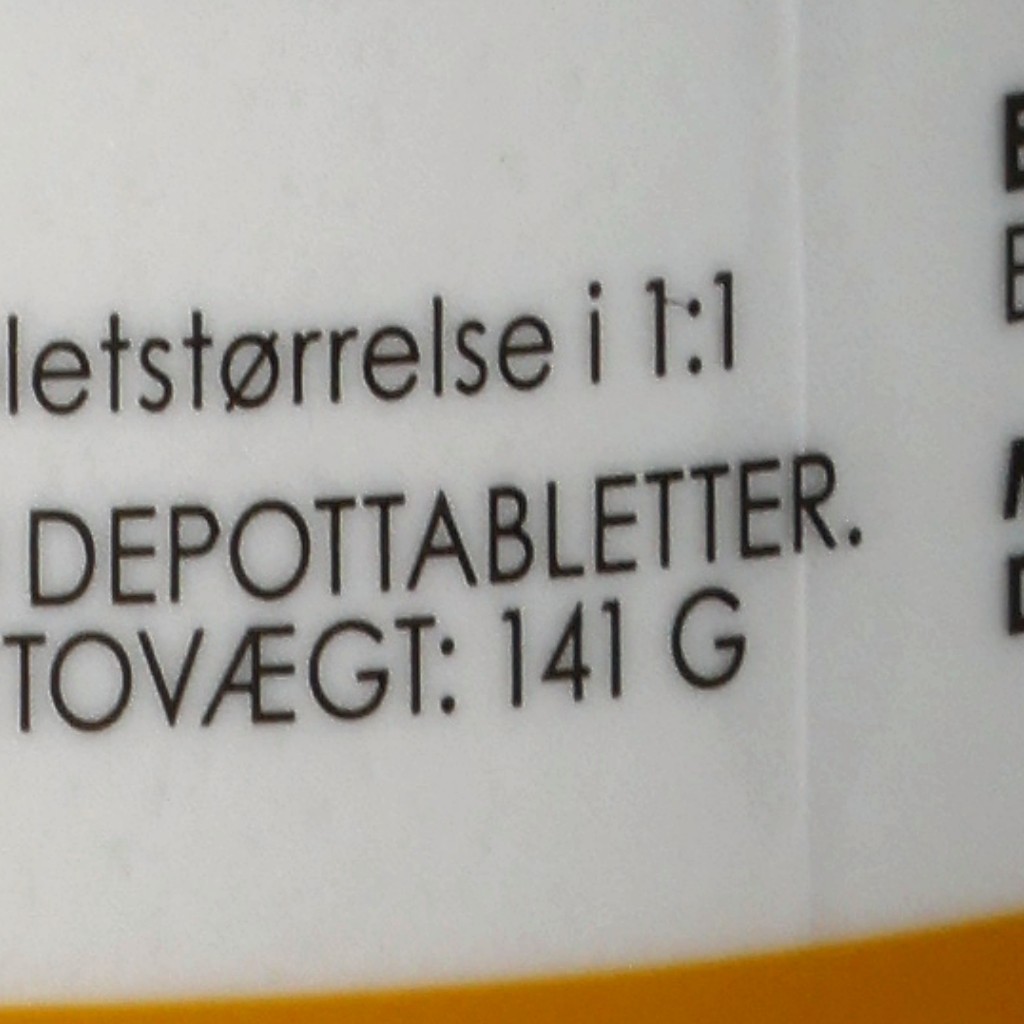 letstørrelse i 1:1
DEPOTTABLETTER.
TOVÆGT: 141 G